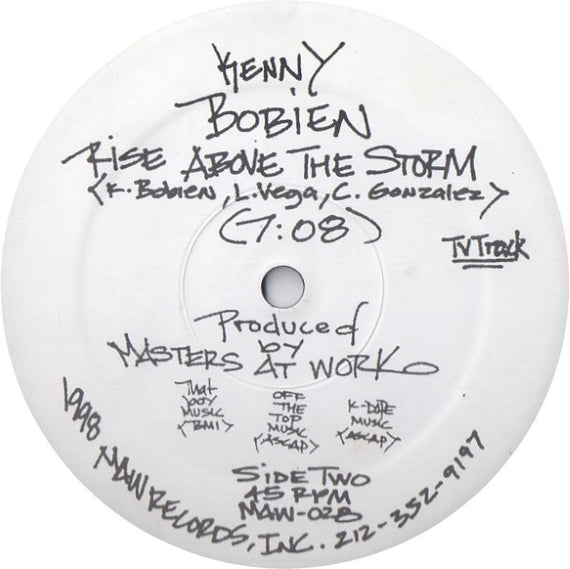 KENNY
BOBIEN
RISE ABOVE THE STORM
(K. Bobien, L. Vega, C. Gonzalez)
(7:08)
TV Track
Produced
by
MASTERS AT WORK
That
boy
MUSIC
(BMI)
OFF
THE
TOP
MUSIC
(ASCAP)
K-DOPE
MUSIC
(ASCAP)
SIDE TWO
45 RPM
MAW-028
1998 MAW RECORDS, INC. 212-352-9197